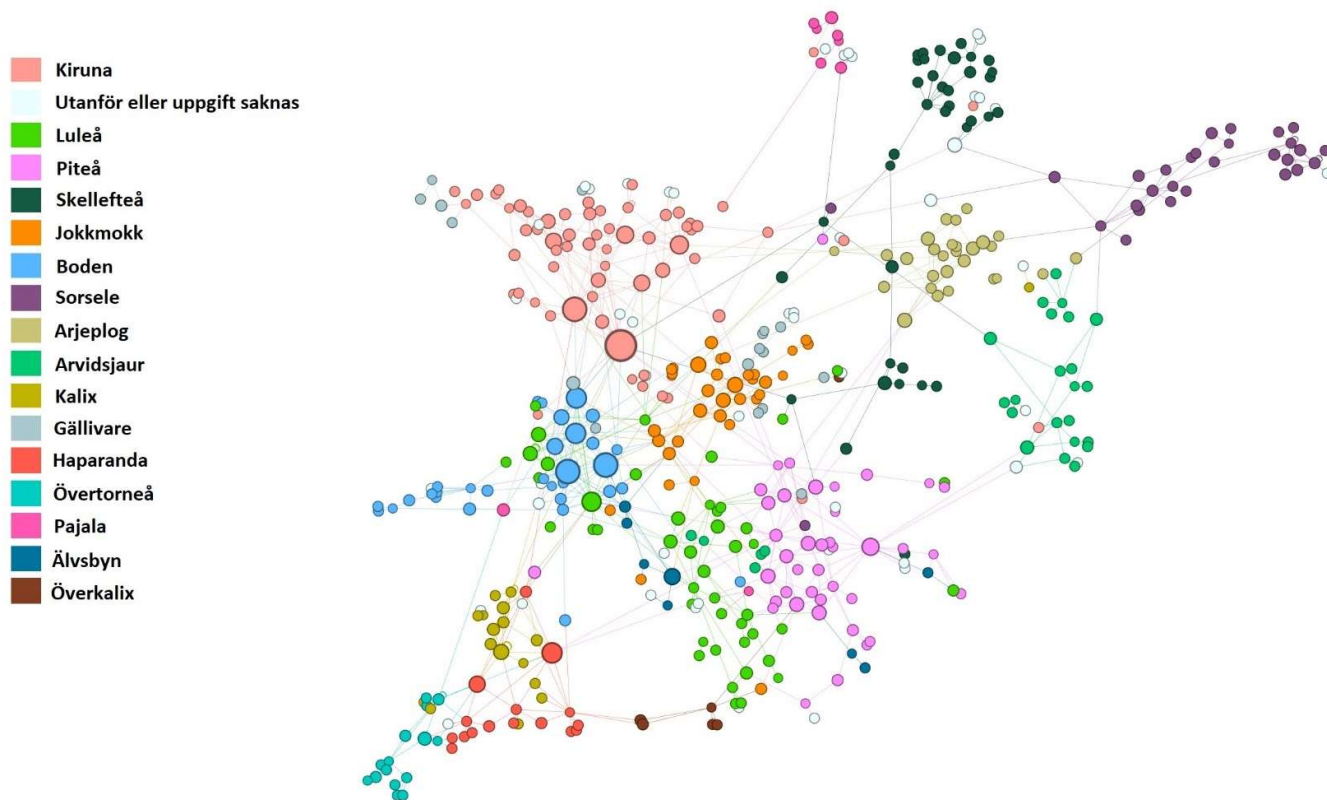 Kiruna
Utanför eller uppgift saknas
Luleå
Piteå
Skellefteå
Jokkmokk
Boden
Sorsele
Arjeplog
Arvidsjaur
Kalix
Gällivare
Haparanda
Övertorneå
Pajala
Älvsbyn
Överkalix